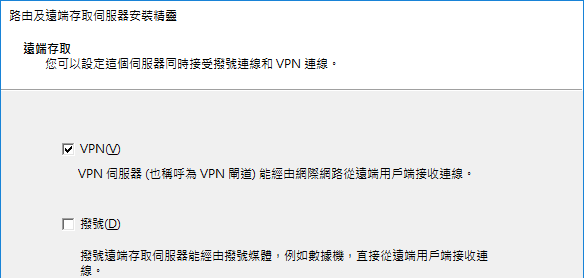 路由及遠端存取伺服器安裝精靈
遠端存取
您可以設定這個伺服器同時接受撥號連線和 VPN 連線。
VPN(V)
VPN 伺服器 (也稱呼為 VPN 閘道) 能經由網際網路從遠端用戶端接收連線。
撥號(D)
撥號遠端存取伺服器能經由撥號媒體，例如數據機，直接從遠端用戶端接收連
線。